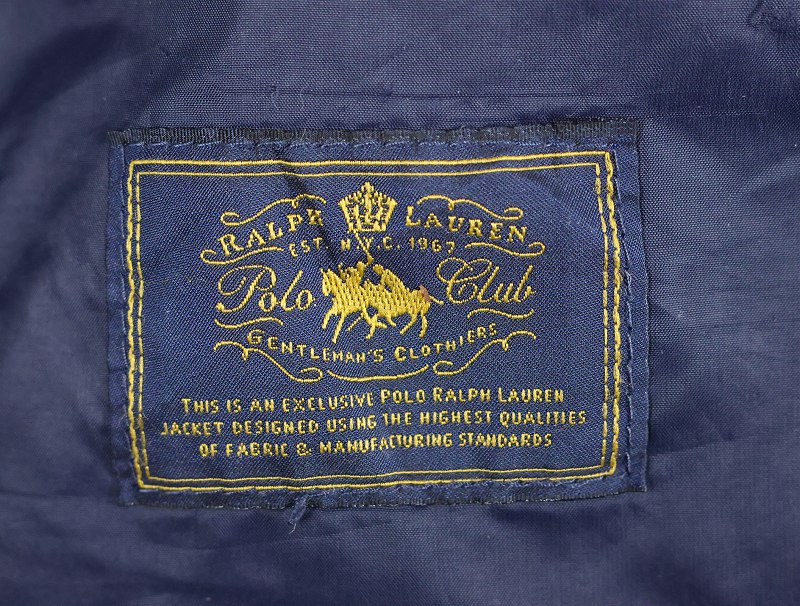 RALPH LAUREN
EST. N.Y.C. 1967
Polo Club
GENTLEMAN'S CLOTHIERS
THIS IS AN EXCLUSIVE POLO RALPH LAUREN
JACKET DESIGNED USING THE HIGHEST QUALITIES
OF FABRIC & MANUFACTURING STANDARDS